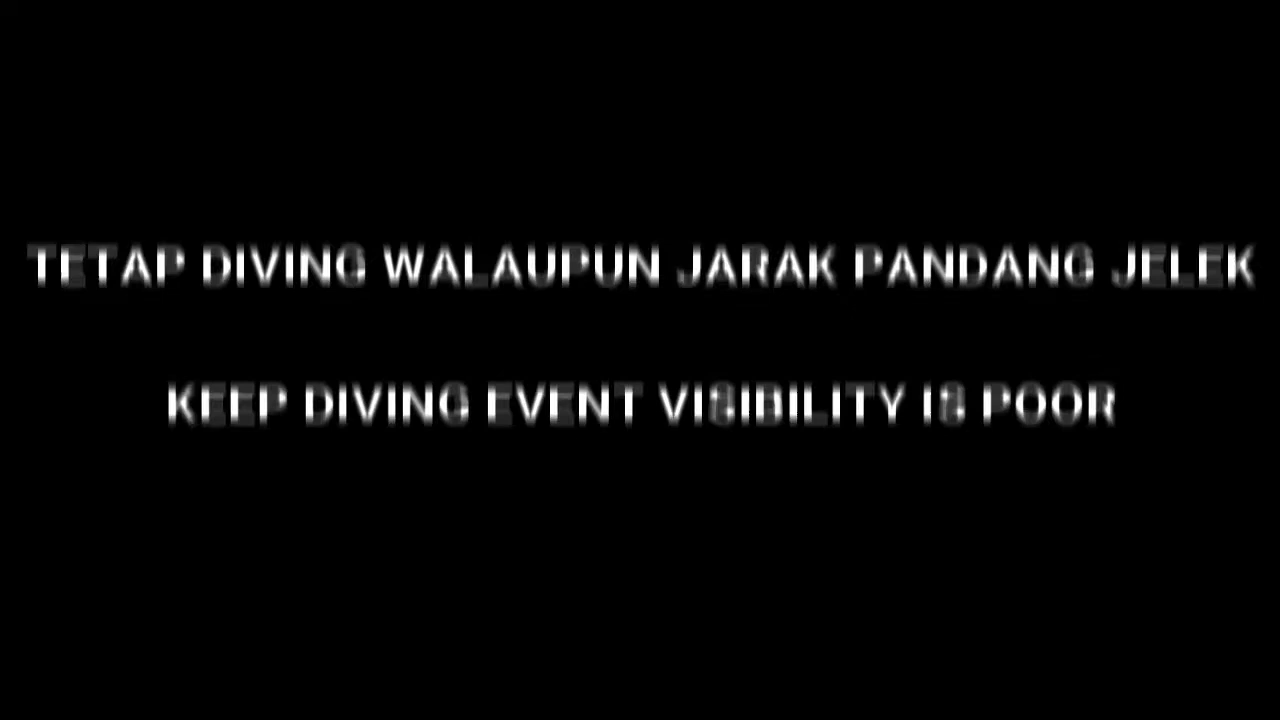 TETAP DIVING WALAUPUN JARAK PANDANG JELEK
KEEP DIVING EVENT VISIBILITY IS POOR